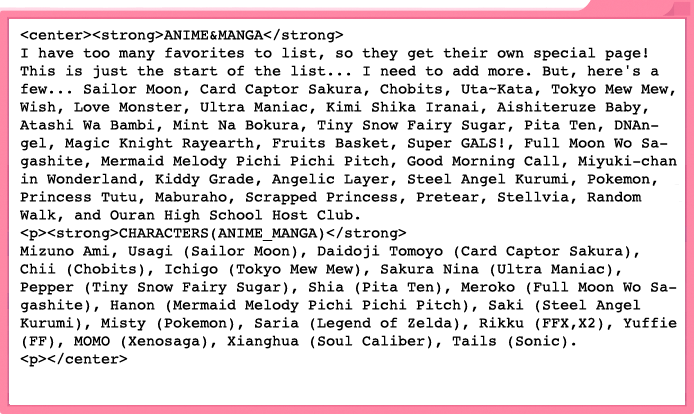 <center><strong>ANIME&MANGA</strong>
I have too many favorites to list, so they get their own special page!
This is just the start of the list... I need to add more. But, here's a
few... Sailor Moon, Card Captor Sakura, Chobits, Uta-Kata, Tokyo Mew Mew,
Wish, Love Monster, Ultra Maniac, Kimi Shika Iranai, Aishiteruze Baby,
Atashi Wa Bambi, Mint Na Bokura, Tiny Snow Fairy Sugar, Pita Ten, DNAn-
gel, Magic Knight Rayearth, Fruits Basket, Super GALS!, Full Moon Wo Sa-
gashite, Mermaid Melody Pichi Pichi Pitch, Good Morning Call, Miyuki-chan
in Wonderland, Kiddy Grade, Angelic Layer, Steel Angel Kurumi, Pokemon,
Princess Tutu, Maburaho, Scrapped Princess, Pretear, Stellvia, Random
Walk, and Ouran High School Host Club.
<p><strong>CHARACTERS(ANIME_MANGA)</strong>
Mizuno Ami, Usagi (Sailor Moon), Daidoji Tomoyo (Card Captor Sakura),
Chii (Chobits), Ichigo (Tokyo Mew Mew), Sakura Nina (Ultra Maniac),
Pepper (Tiny Snow Fairy Sugar), Shia (Pita Ten), Meroko (Full Moon Wo Sa-
gashite), Hanon (Mermaid Melody Pichi Pichi Pitch), Saki (Steel Angel
Kurumi), Misty (Pokemon), Saria (Legend of Zelda), Rikku (FFX,X2), Yuffie
(FF), MOMO (Xenosaga), Xianghua (Soul Caliber), Tails (Sonic).
<p></center>